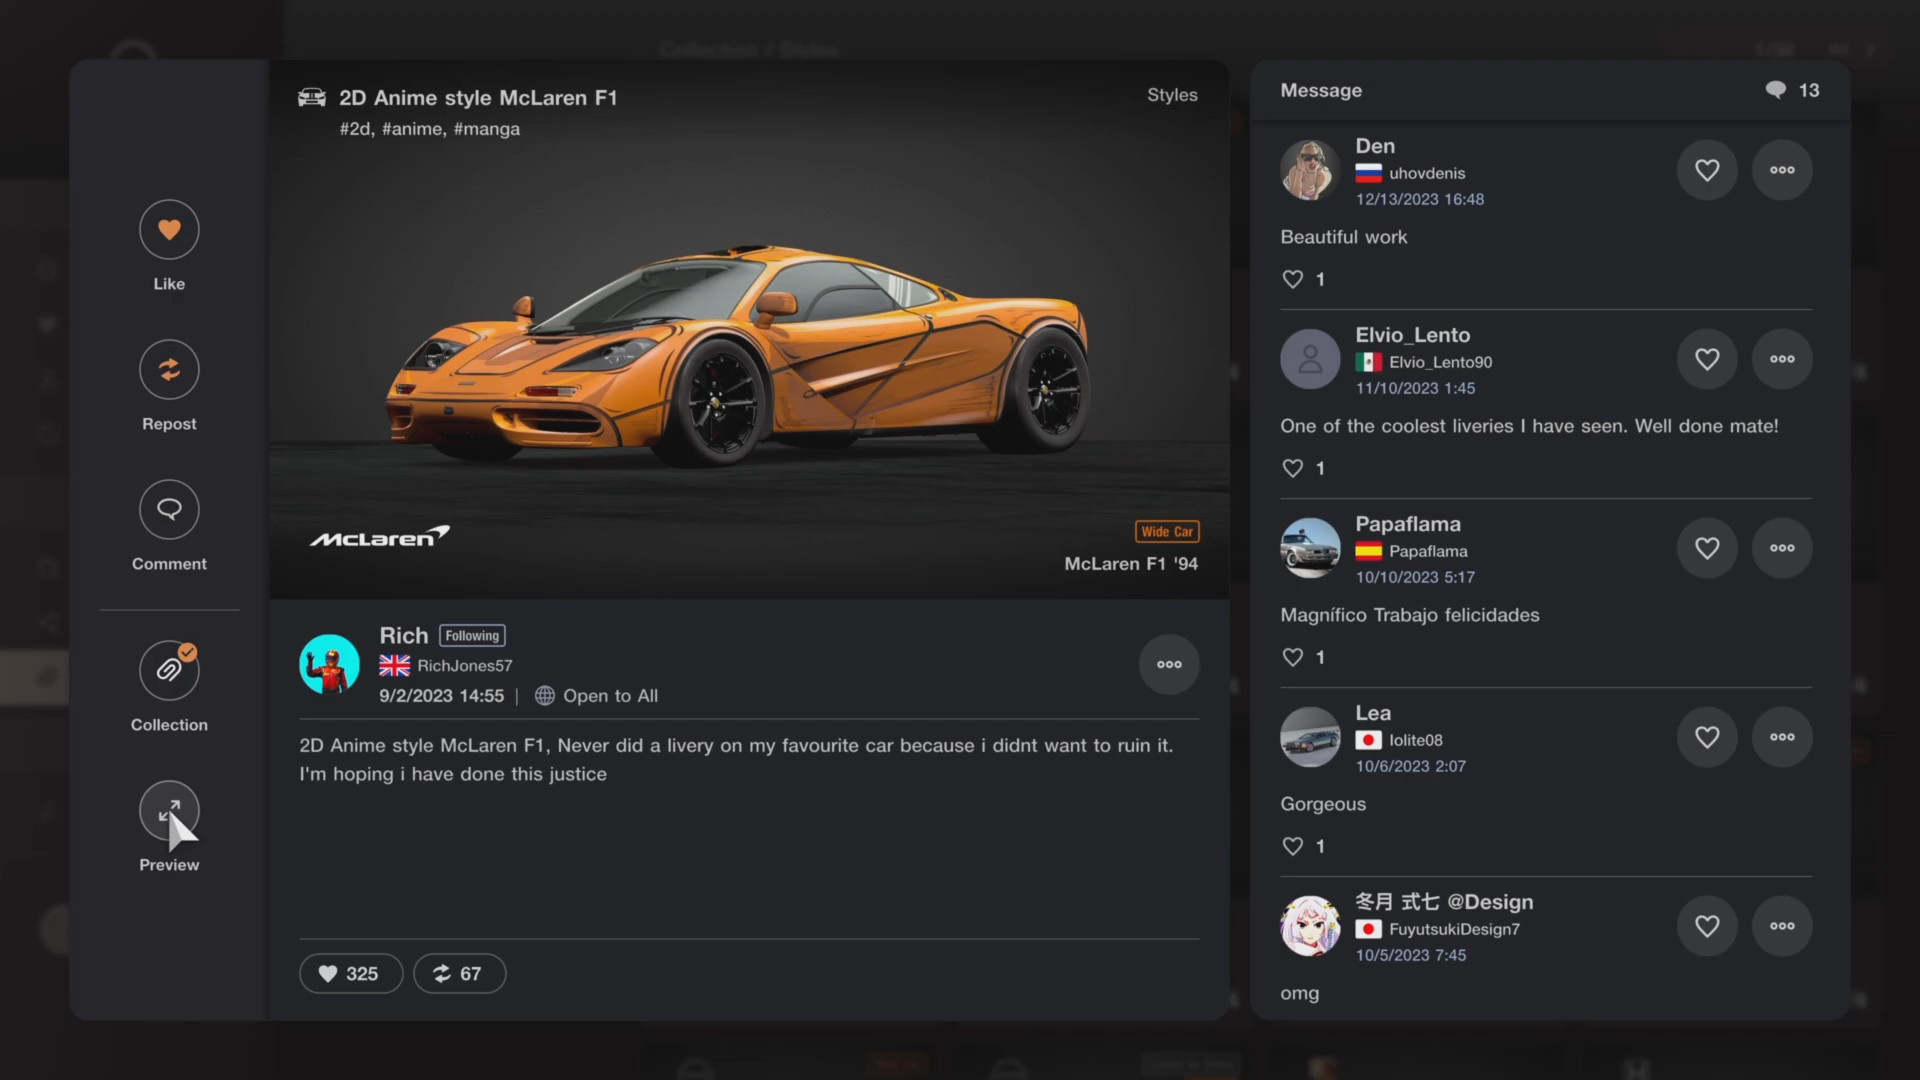 Collection / Styles
2D Anime style McLaren F1
#2d, #anime, #manga
Styles
McLaren
Wide Car
McLaren F1 '94
Like
Repost
Comment
Collection
Preview
Rich Following
RichJones57
9/2/2023 14:55 | Open to All
2D Anime style McLaren F1, Never did a livery on my favourite car because i didnt want to ruin it.
I'm hoping i have done this justice
325 67
Message 13
Den
uhovdenis
12/13/2023 16:48
Beautiful work
1
Elvio_Lento
Elvio_Lento90
11/10/2023 1:45
One of the coolest liveries I have seen. Well done mate!
1
Papaflama
Papaflama
10/10/2023 5:17
Magnífico Trabajo felicidades
1
Lea
lolite08
10/6/2023 2:07
Gorgeous
1
冬月 式七 @Design
FuyutsukiDesign7
10/5/2023 7:45
omg